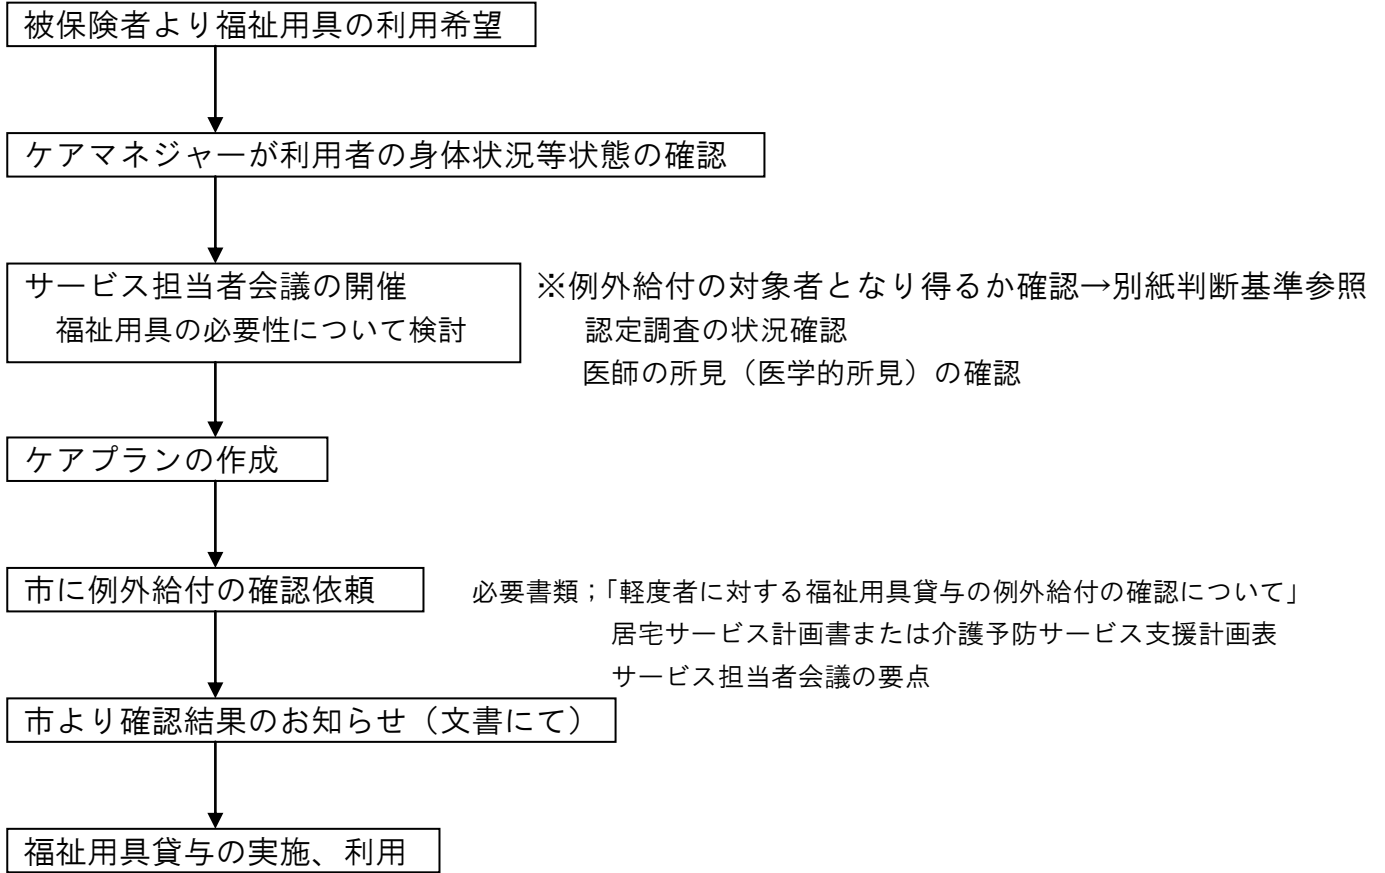 被保険者より福祉用具の利用希望
ケアマネジャーが利用者の身体状況等状態の確認
サービス担当者会議の開催
福祉用具の必要性について検討
※例外給付の対象者となり得るか確認→別紙判断基準参照
認定調査の状況確認
医師の所見（医学的所見）の確認
ケアプランの作成
市に例外給付の確認依頼
必要書類；「軽度者に対する福祉用具貸与の例外給付の確認について」
居宅サービス計画書または介護予防サービス支援計画表
サービス担当者会議の要点
市より確認結果のお知らせ（文書にて）
福祉用具貸与の実施、利用